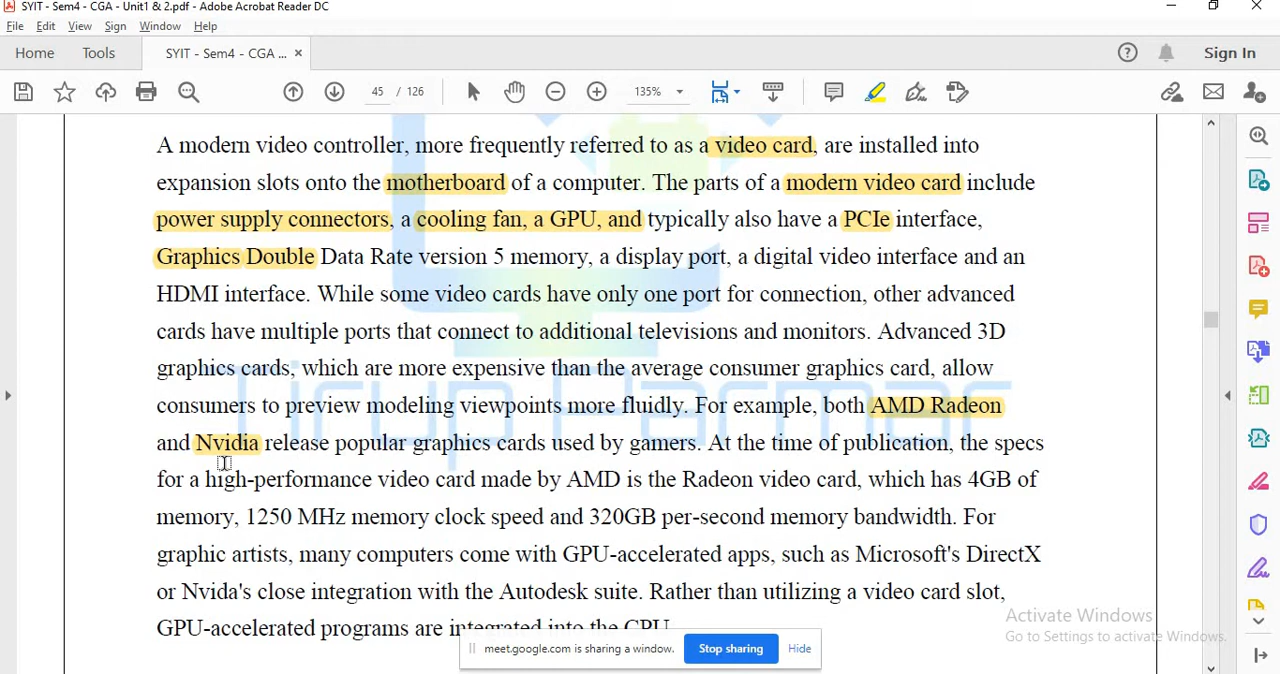 SYIT - Sem4 - CGA - Unit1 & 2.pdf - Adobe Acrobat Reader DC
File Edit View Sign Window Help
Home Tools SYIT - Sem4 - CGA ... × Sign In
45 / 126 135%
A modern video controller, more frequently referred to as a video card, are installed into
expansion slots onto the motherboard of a computer. The parts of a modern video card include
power supply connectors, a cooling fan, a GPU, and typically also have a PCIe interface,
Graphics Double Data Rate version 5 memory, a display port, a digital video interface and an
HDMI interface. While some video cards have only one port for connection, other advanced
cards have multiple ports that connect to additional televisions and monitors. Advanced 3D
graphics cards, which are more expensive than the average consumer graphics card, allow
consumers to preview modeling viewpoints more fluidly. For example, both AMD Radeon
and Nvidia release popular graphics cards used by gamers. At the time of publication, the specs
for a high-performance video card made by AMD is the Radeon video card, which has 4GB of
memory, 1250 MHz memory clock speed and 320GB per-second memory bandwidth. For
graphic artists, many computers come with GPU-accelerated apps, such as Microsoft's DirectX
or Nvida's close integration with the Autodesk suite. Rather than utilizing a video card slot,
GPU-accelerated programs are integrated into the CPU.
Tirup Parmar
Activate Windows
Go to Settings to activate Windows.
meet.google.com is sharing a window. Stop sharing Hide